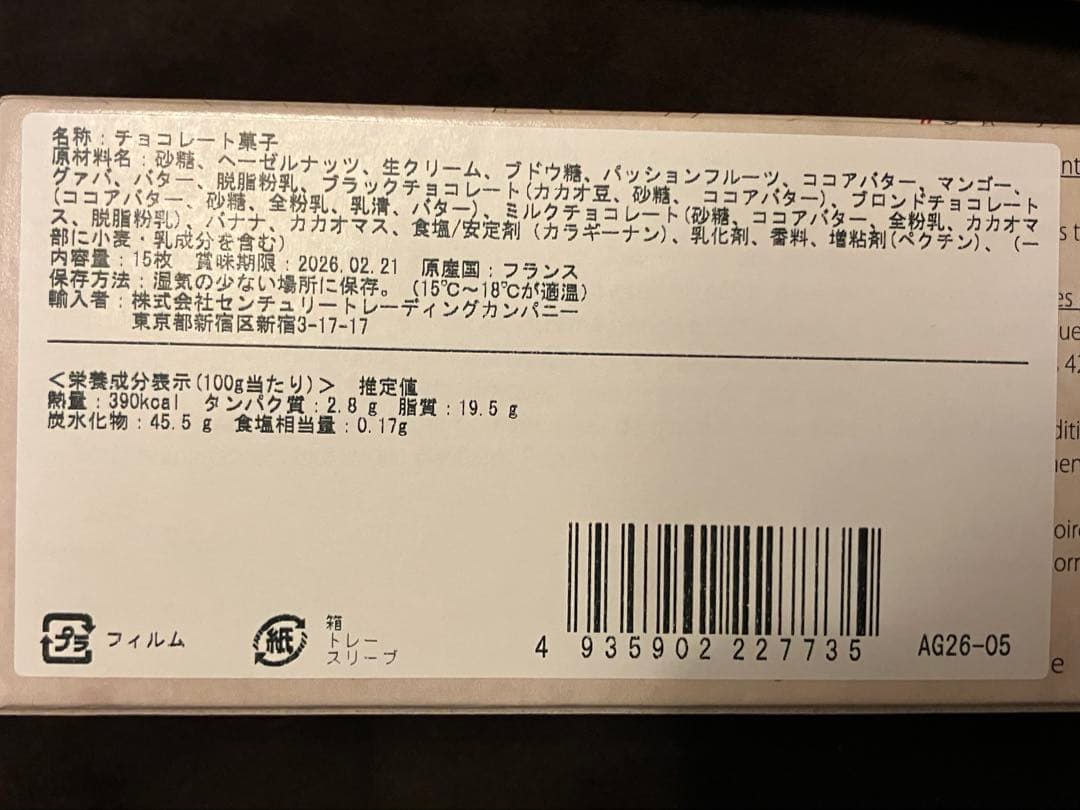 名称：チョコレート菓子
原材料名：砂糖、ヘーゼルナッツ、生クリーム、ブドウ糖、パッションフルーツ、ココアバター、マンゴー、
グァバ、バター、脱脂粉乳、ブラックチョコレート(カカオ豆、砂糖、ココアバター)、ブロンドチョコレート
(ココアバター、砂糖、全粉乳、乳清、バター)、ミルクチョコレート(砂糖、ココアバター、全粉乳、カカオマ
ス、脱脂粉乳)、バナナ、カカオマス、食塩/安定剤（カラギーナン）、乳化剤、香料、増粘剤(ペクチン)、（一
部に小麦・乳成分を含む）
内容量：15枚　賞味期限：2026.02.21　原産国：フランス
保存方法：湿気の少ない場所に保存。（15℃～18℃が適温）
輸入者：株式会社センチュリートレーディングカンパニー
東京都新宿区新宿3-17-17
＜栄養成分表示(100g当たり)＞　推定値
熱量：390kcal　タンパク質：2.8 g　脂質：19.5 g
炭水化物：45.5 g　食塩相当量：0.17g
プラ フィルム
紙 箱
トレー
スリーブ
4 935902 227735
AG26-05